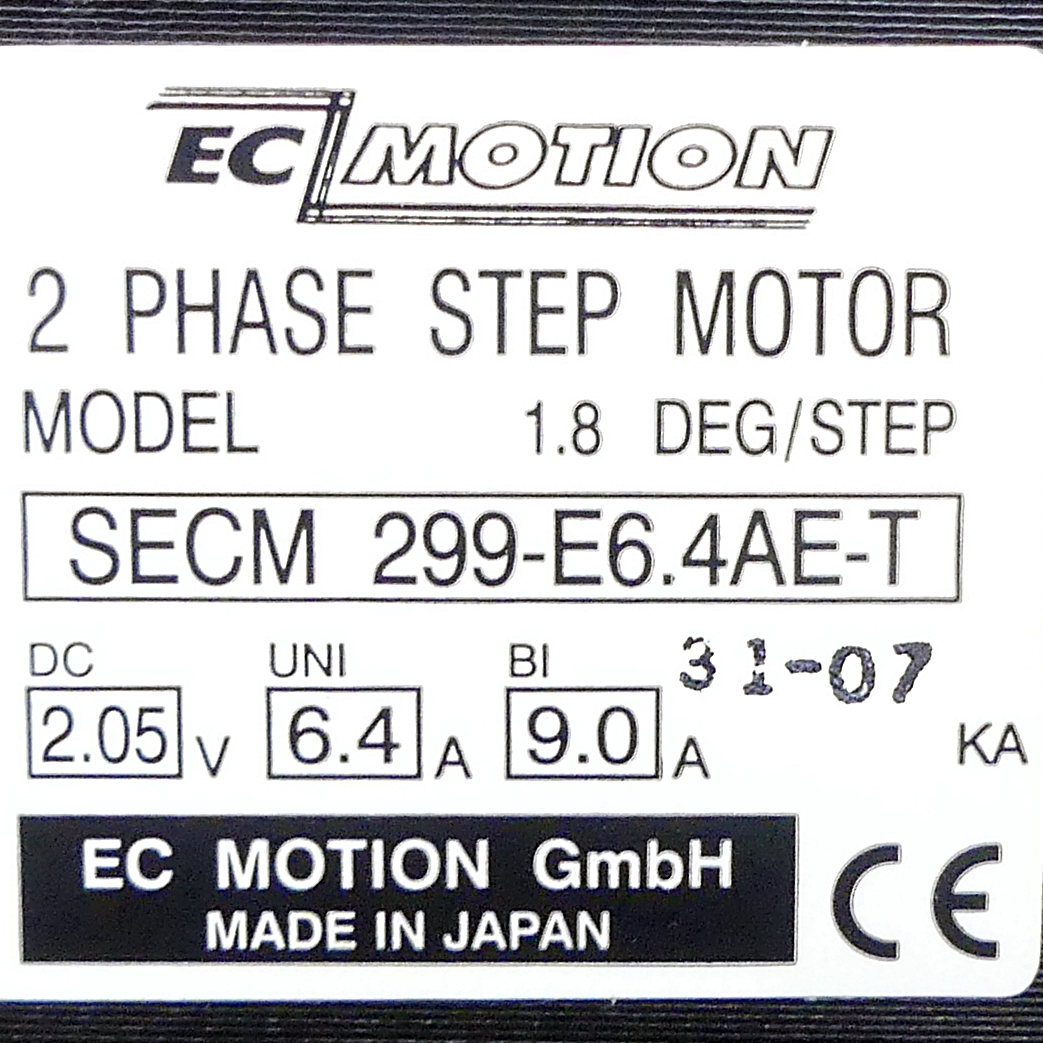 EC MOTION
2 PHASE STEP MOTOR
MODEL 1.8 DEG/STEP
SECM 299-E6.4AE-T
DC UNI BI 31-07
2.05 V 6.4 A 9.0 A KA
EC MOTION GmbH
MADE IN JAPAN
CE